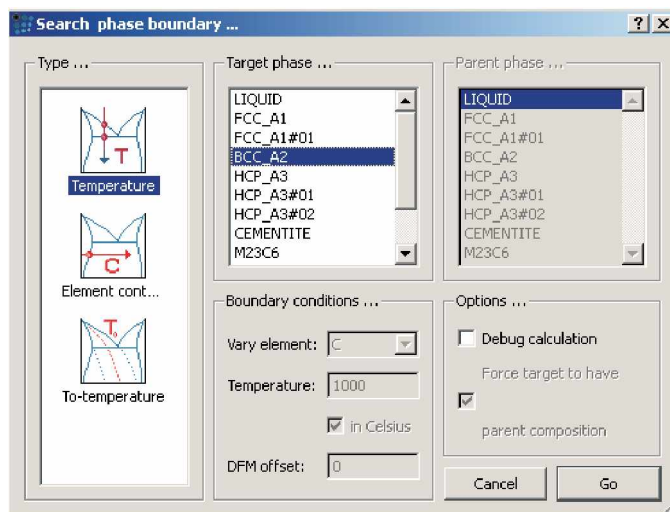 Search phase boundary ...
Type ...
T
Temperature
C
Element cont...
To
To-temperature
Target phase ...
LIQUID
FCC_A1
FCC_A1#01
BCC_A2
HCP_A3
HCP_A3#01
HCP_A3#02
CEMENTITE
M23C6
Parent phase ...
LIQUID
FCC_A1
FCC_A1#01
BCC_A2
HCP_A3
HCP_A3#01
HCP_A3#02
CEMENTITE
M23C6
Boundary conditions ...
Vary element: C
Temperature: 1000
in Celsius
DFM offset: 0
Options ...
Debug calculation
Force target to have
parent composition
Cancel
Go